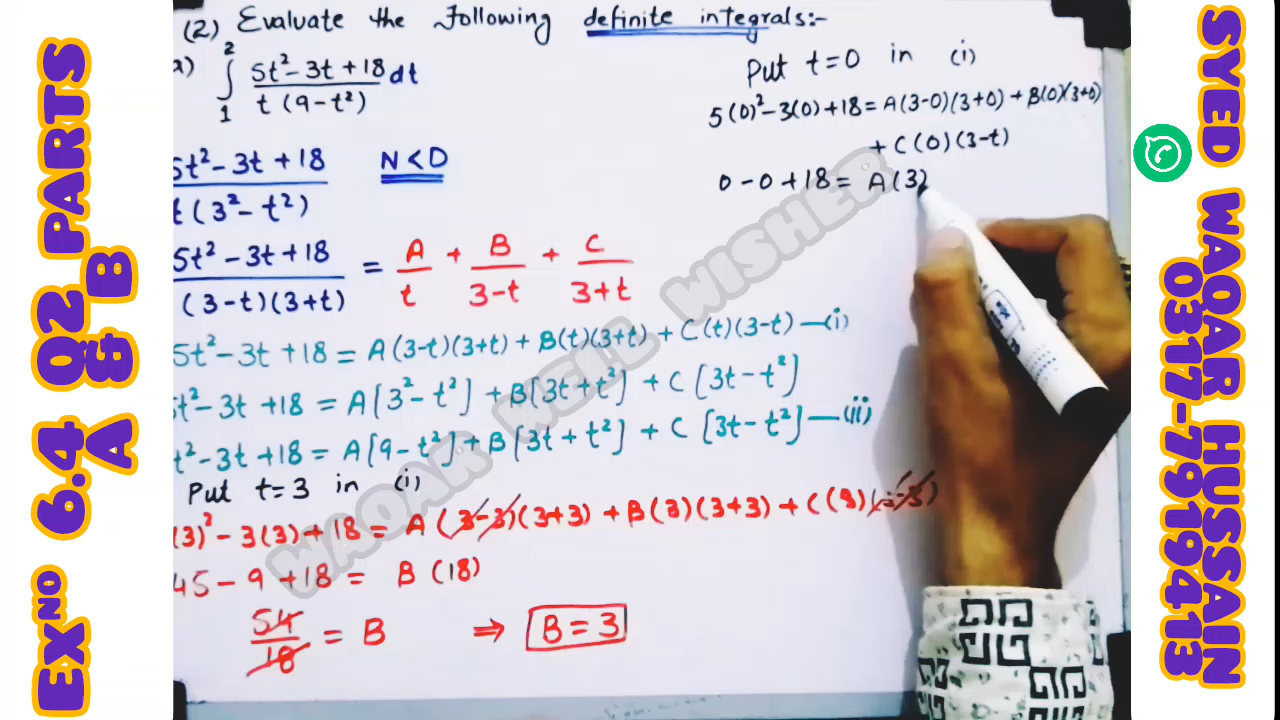 EXNO 6.4 Q2 PARTS
A & B
(2) Evaluate the following definite integrals:-
a) ∫₁² (5t²-3t+18)/(t(9-t²)) dt
5t²-3t+18 / t(3²-t²) N<D
5t²-3t+18 / (3-t)(3+t) = A/t + B/3-t + C/3+t
5t²-3t+18 = A(3-t)(3+t) + B(t)(3+t) + C(t)(3-t) —(i)
5t²-3t+18 = A[3²-t²] + B[3t+t²] + C[3t-t²]
t²-3t+18 = A[9-t²] + B[3t+t²] + C[3t-t²] —(ii)
Put t=3 in (i)
(3)²-3(3)+18 = A(3-3)(3+3) + B(3)(3+3) + C(3)(3-3)
45-9+18 = B(18)
54/18 = B ⇒ B=3
Put t=0 in (i)
5(0)²-3(0)+18 = A(3-0)(3+0) + B(0)(3+0)
+ C(0)(3-t)
0-0+18 = A(3)
WAQAR WELL WISHER
SYED WAQAR HUSSAIN
0317-7919413